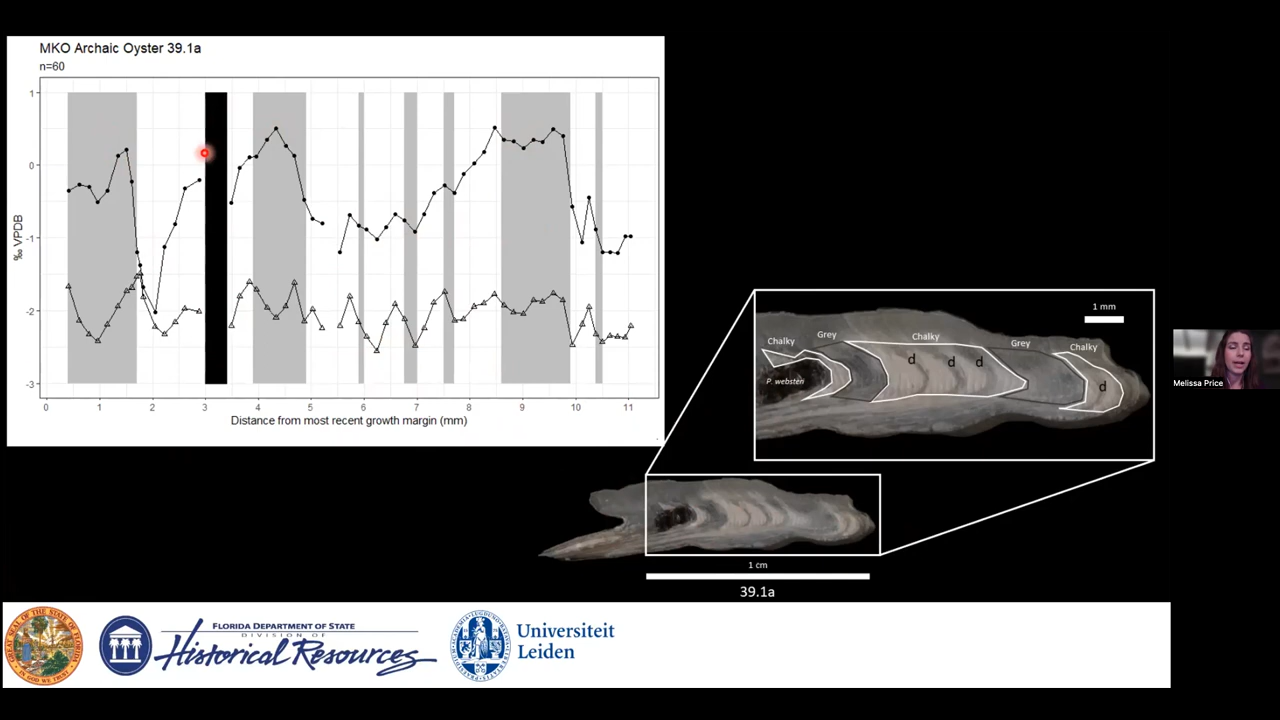 MKO Archaic Oyster 39.1a
n=60
1
0
-1
-2
-3
‰ VPDB
0 1 2 3 4 5 6 7 8 9 10 11
Distance from most recent growth margin (mm)
1 mm
Chalky Grey Chalky Grey Chalky
d d d d
P. websteri
Melissa Price
1 cm
39.1a
FLORIDA DEPARTMENT OF STATE
DIVISION OF
Historical Resources
Universiteit
Leiden